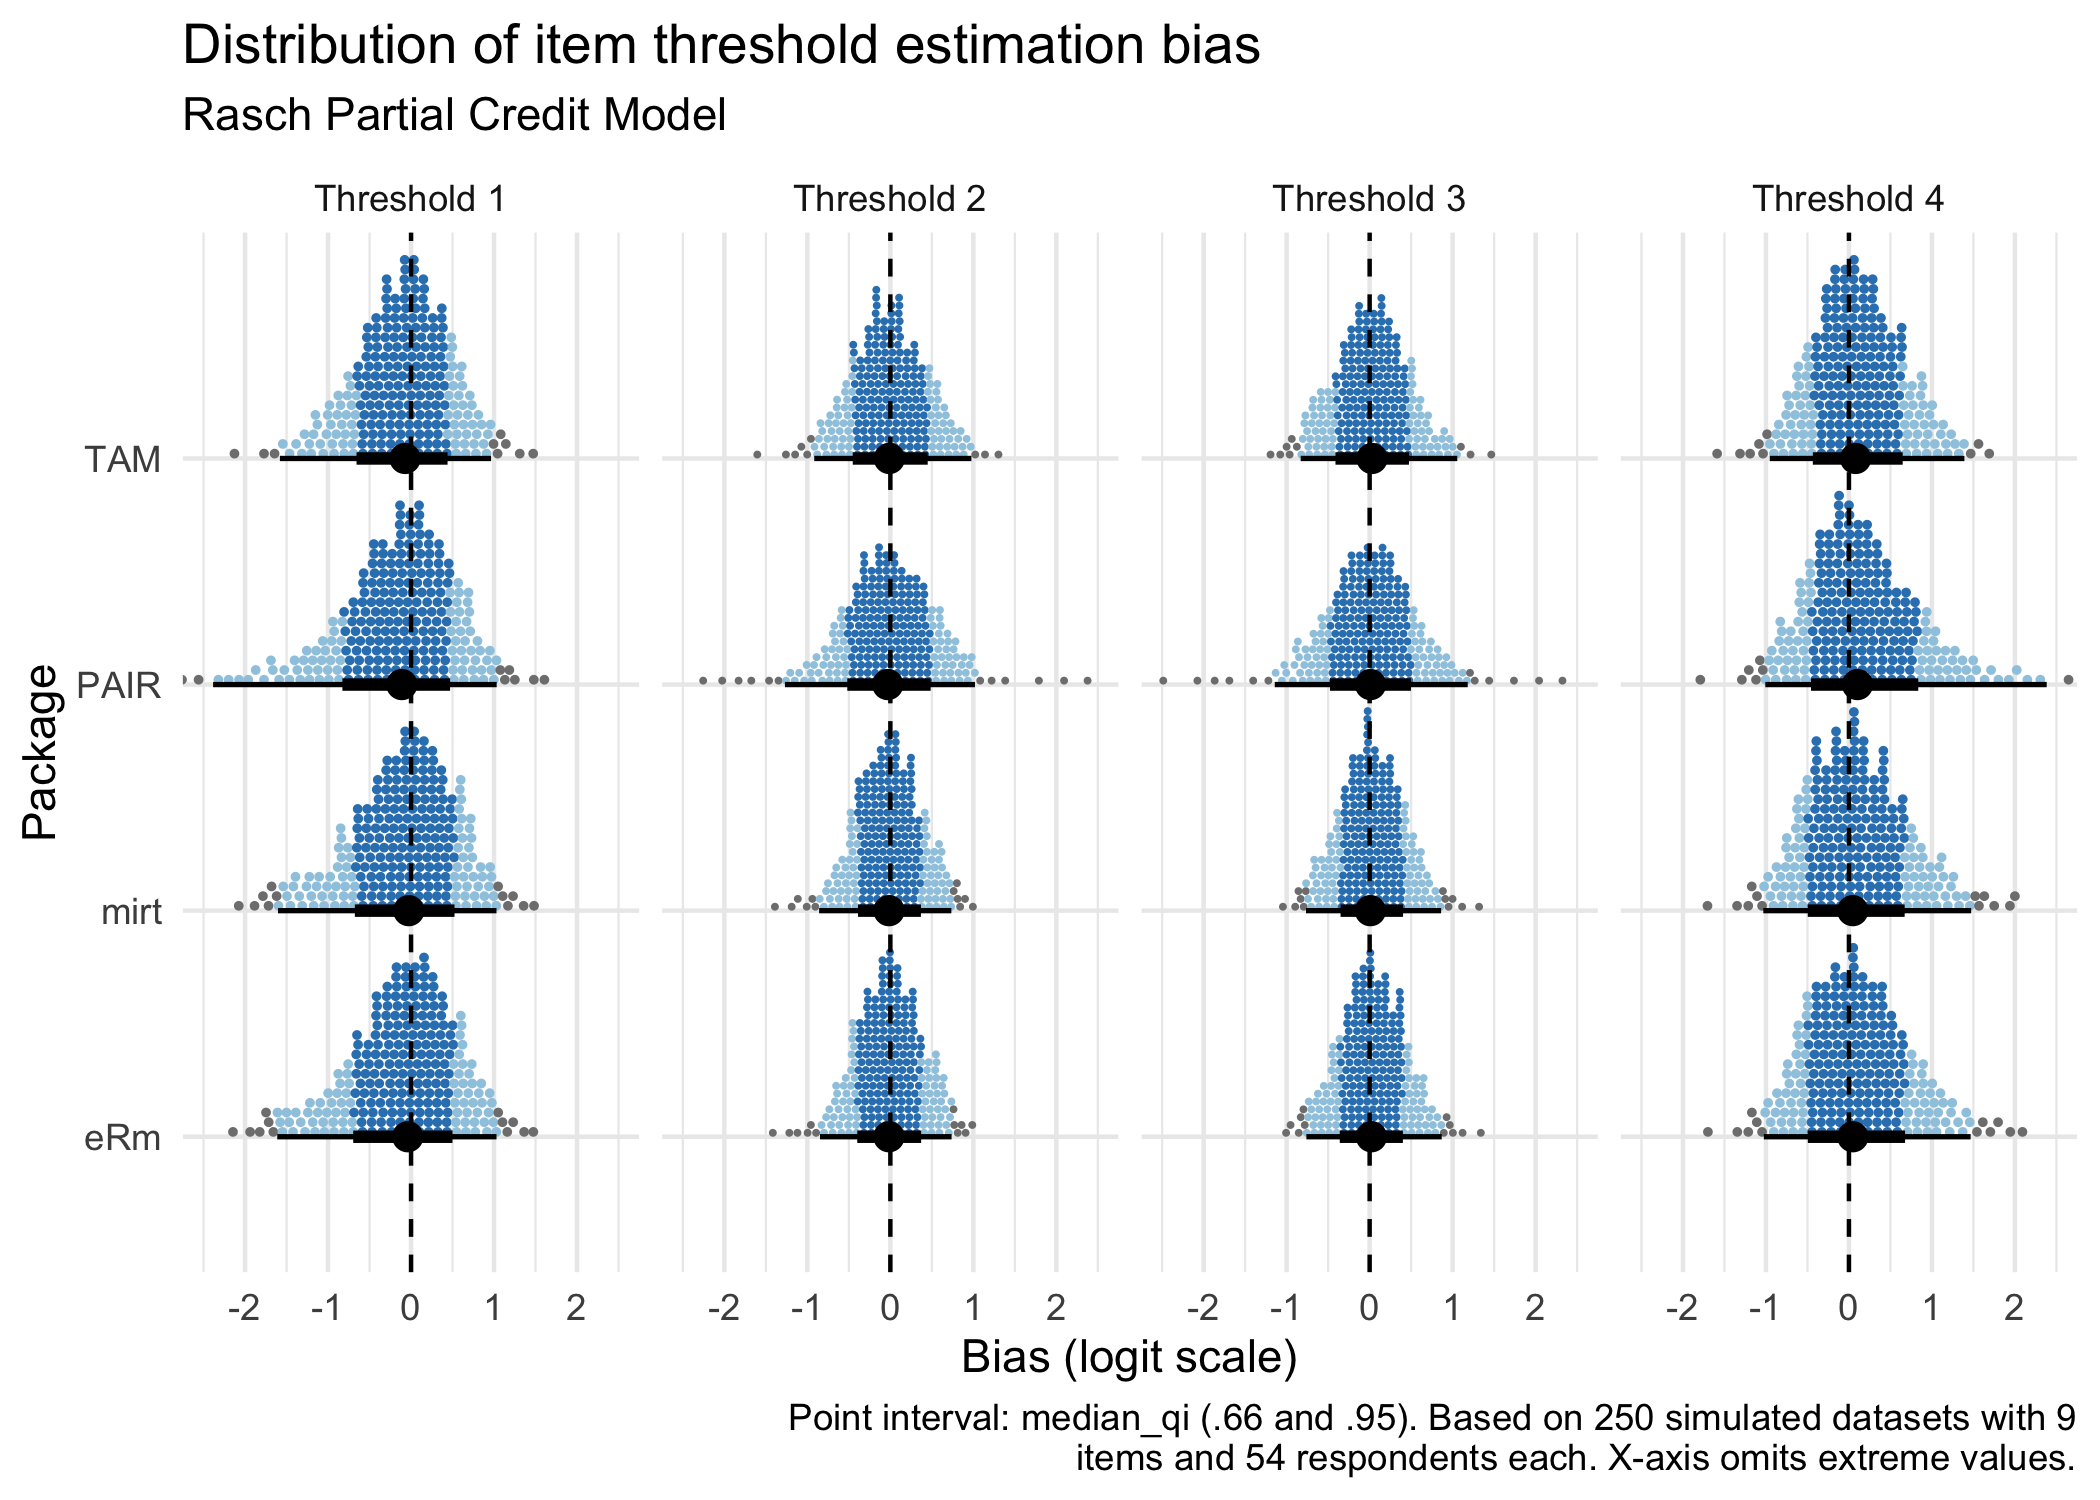 Distribution of item threshold estimation bias
Rasch Partial Credit Model
Threshold 1 Threshold 2 Threshold 3 Threshold 4
Package
TAM
PAIR
mirt
eRm
-2 -1 0 1 2 -2 -1 0 1 2 -2 -1 0 1 2 -2 -1 0 1 2
Bias (logit scale)
Point interval: median_qi (.66 and .95). Based on 250 simulated datasets with 9
items and 54 respondents each. X-axis omits extreme values.